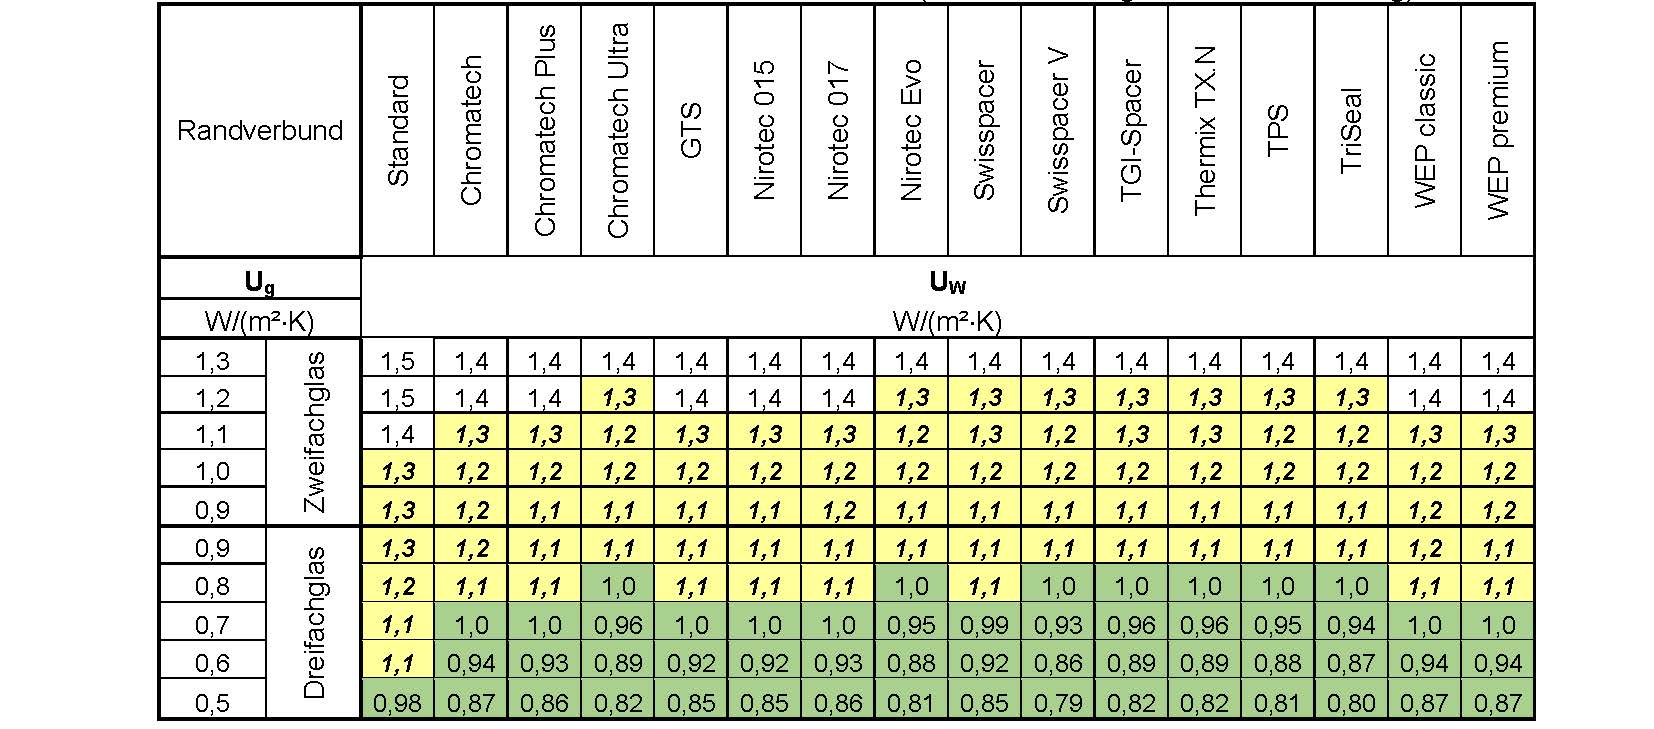 Randverbund Standard Chromatech Chromatech Plus Chromatech Ultra GTS Nirotec 015 Nirotec 017 Nirotec Evo Swisspacer Swisspacer V TGI-Spacer Thermix TX.N TPS TriSeal WEP classic WEP premium
Ug UW
W/(m²·K) W/(m²·K)
Zweifachglas
1,3 1,5 1,4 1,4 1,4 1,4 1,4 1,4 1,4 1,4 1,4 1,4 1,4 1,4 1,4 1,4 1,4
1,2 1,5 1,4 1,4 1,3 1,4 1,4 1,4 1,3 1,3 1,3 1,3 1,3 1,3 1,3 1,4 1,4
1,1 1,4 1,3 1,3 1,2 1,3 1,3 1,3 1,2 1,3 1,2 1,3 1,3 1,2 1,2 1,3 1,3
1,0 1,3 1,2 1,2 1,2 1,2 1,2 1,2 1,2 1,2 1,2 1,2 1,2 1,2 1,2 1,2 1,2
0,9 1,3 1,2 1,1 1,1 1,1 1,1 1,2 1,1 1,1 1,1 1,1 1,1 1,1 1,1 1,2 1,2
Dreifachglas
0,9 1,3 1,2 1,1 1,1 1,1 1,1 1,1 1,1 1,1 1,1 1,1 1,1 1,1 1,1 1,2 1,1
0,8 1,2 1,1 1,1 1,0 1,1 1,1 1,1 1,0 1,1 1,0 1,0 1,0 1,0 1,0 1,1 1,1
0,7 1,1 1,0 1,0 0,96 1,0 1,0 1,0 0,95 0,99 0,93 0,96 0,96 0,95 0,94 1,0 1,0
0,6 1,1 0,94 0,93 0,89 0,92 0,92 0,93 0,88 0,92 0,86 0,89 0,89 0,88 0,87 0,94 0,94
0,5 0,98 0,87 0,86 0,82 0,85 0,85 0,86 0,81 0,85 0,79 0,82 0,82 0,81 0,80 0,87 0,87